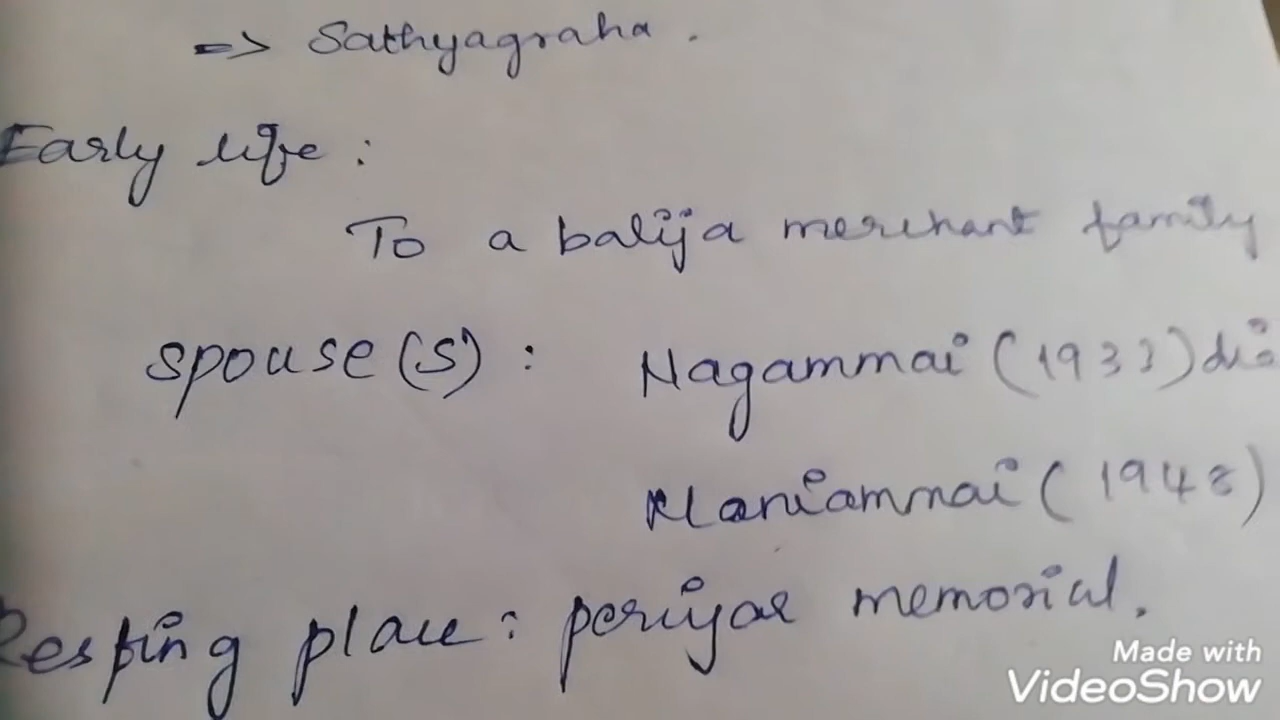 => Sathyagraha.
Early life:
To a balija merchant family
Spouse(s): Nagammai (1933) die
Maniammai (1948)
Resting place: periyar memorial.
Made with
VideoShow